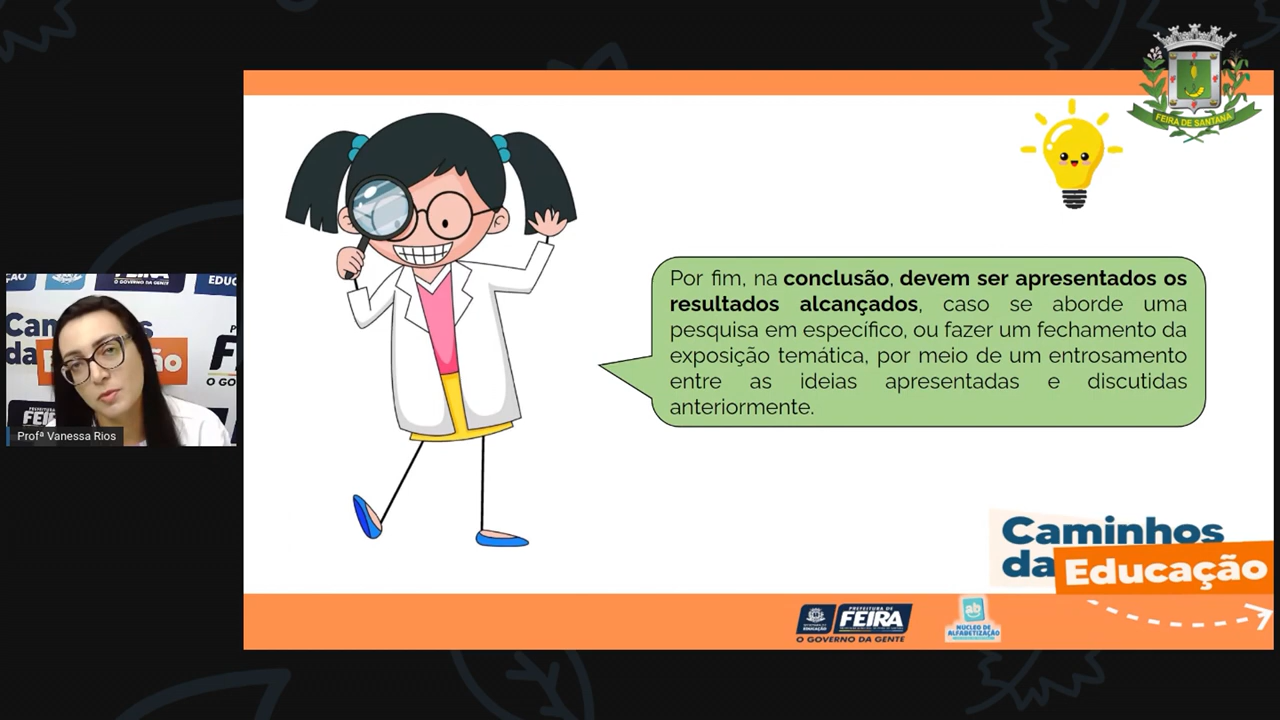 FEIRA DE SANTANA
Por fim, na conclusão, devem ser apresentados os
resultados alcançados, caso se aborde uma
pesquisa em específico, ou fazer um fechamento da
exposição temática, por meio de um entrosamento
entre as ideias apresentadas e discutidas
anteriormente.
Profª Vanessa Rios
Caminhos
da Educação
PREFEITURA DE
FEIRA
EDUCAÇÃO
O GOVERNO DA GENTE
ab
NÚCLEO DE
ALFABETIZAÇÃO